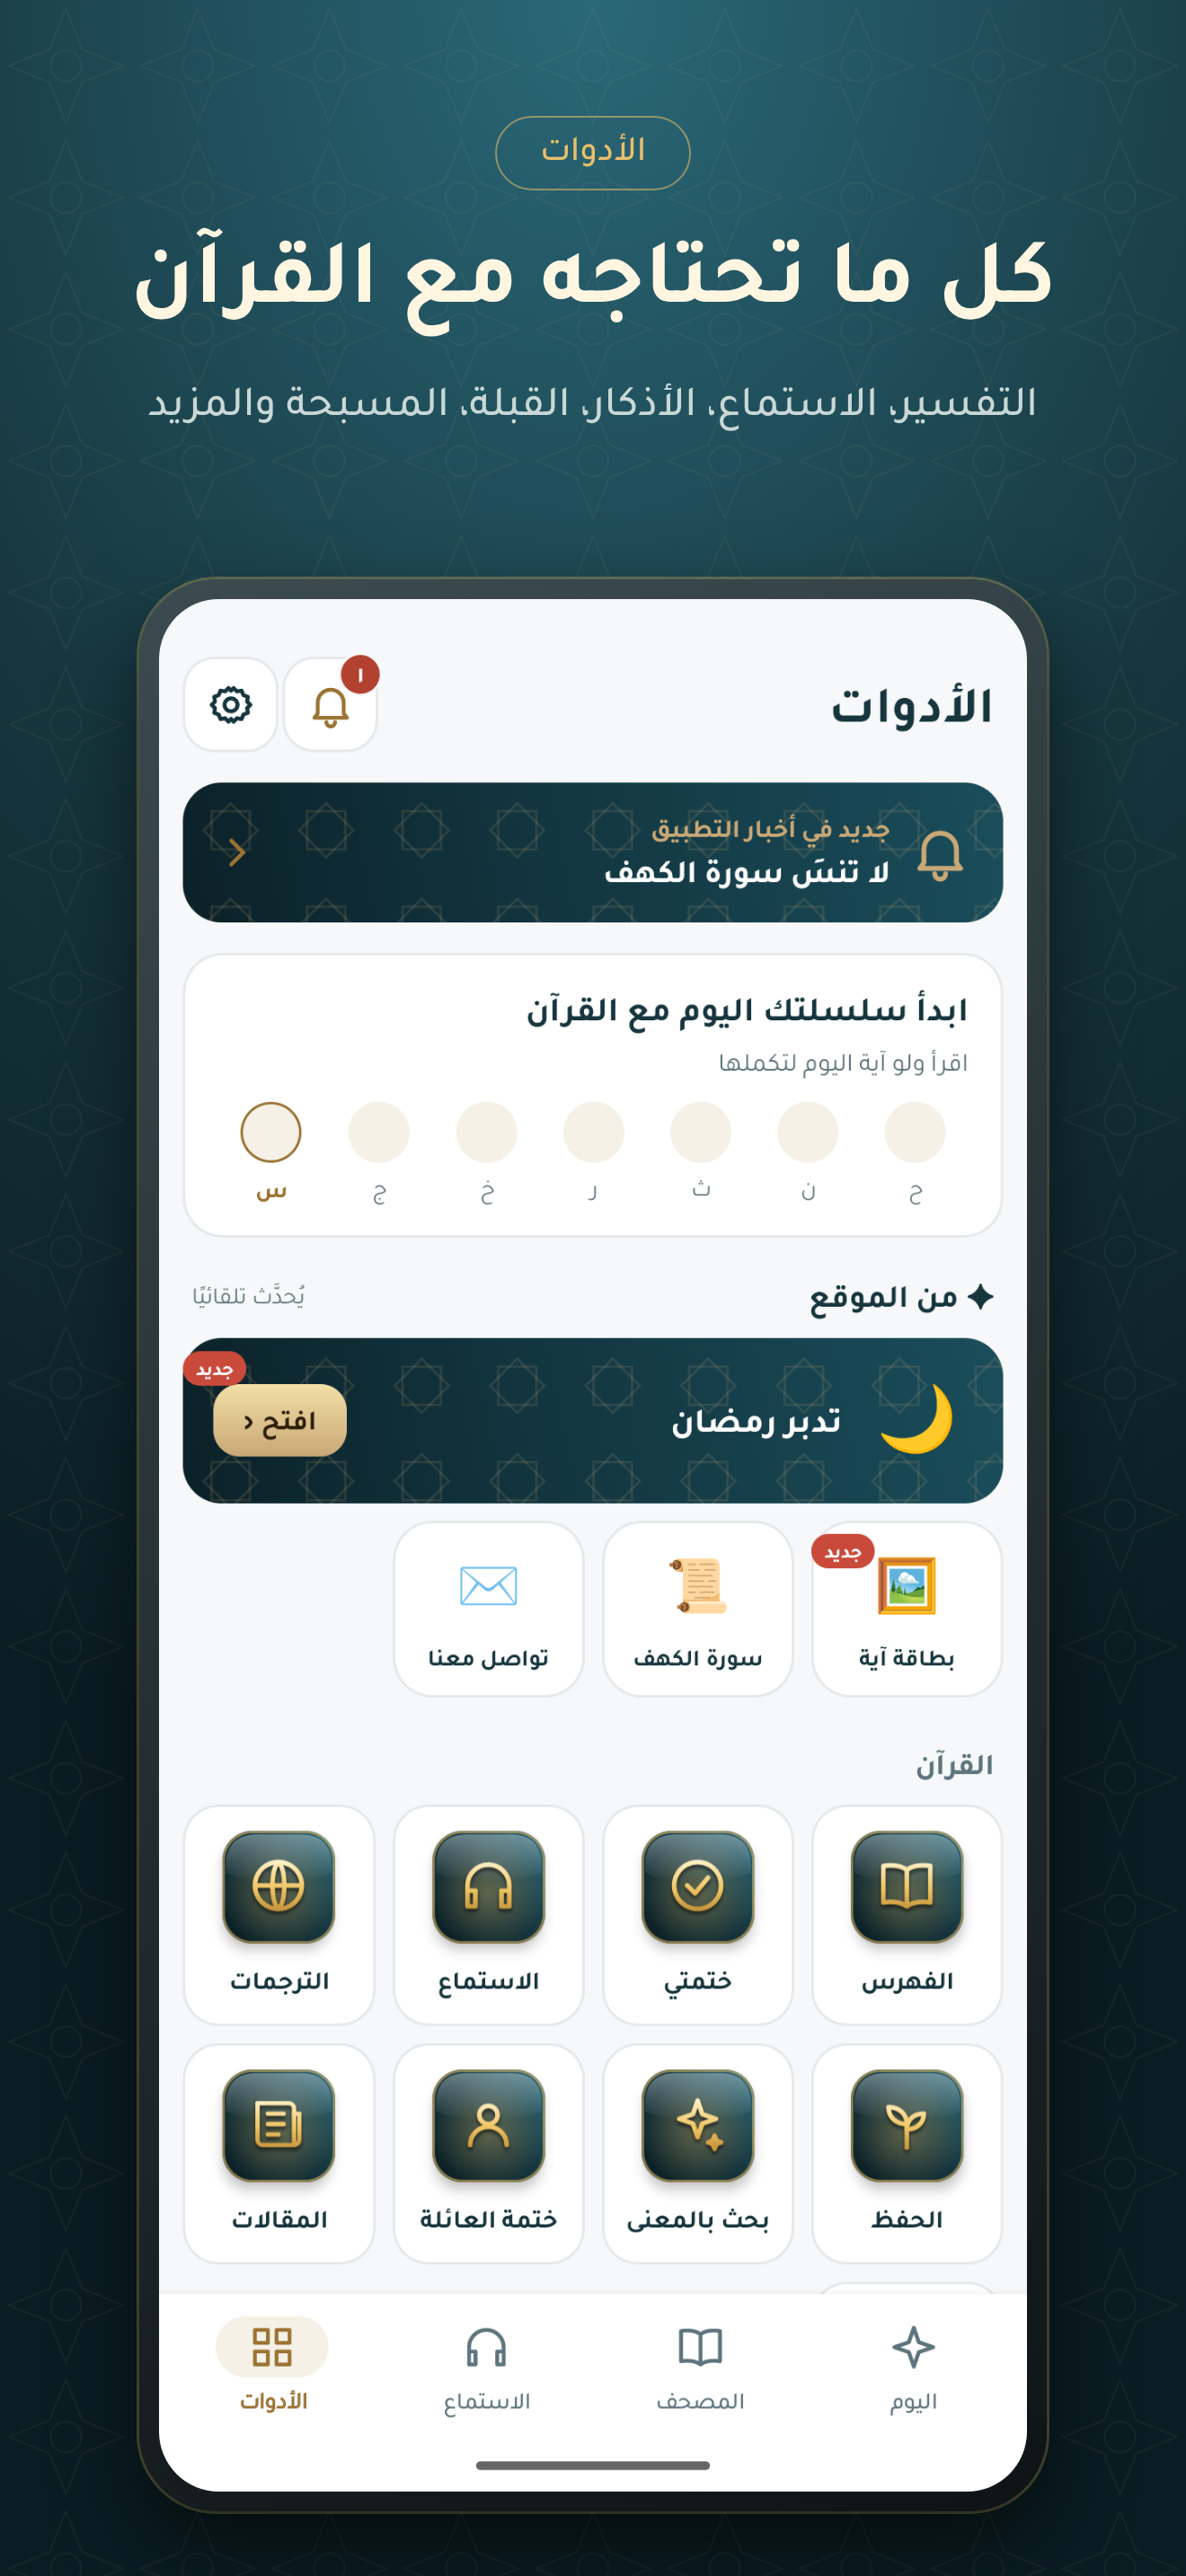 الأدوات
كل ما تحتاجه مع القرآن
التفسير، الاستماع، الأذكار، القبلة، المسبحة والمزيد
الأدوات
١
جديد في أخبار التطبيق
لا تنسَ سورة الكهف
ابدأ سلسلتك اليوم مع القرآن
اقرأ ولو آية اليوم لتكملها
ح ن ث ر خ ج س
من الموقع
يُحدَّث تلقائيًا
جديد
تدبر رمضان
افتح ‹
جديد
بطاقة آية
سورة الكهف
تواصل معنا
القرآن
الفهرس
ختمتي
الاستماع
الترجمات
الحفظ
بحث بالمعنى
ختمة العائلة
المقالات
اليوم
المصحف
الاستماع
الأدوات